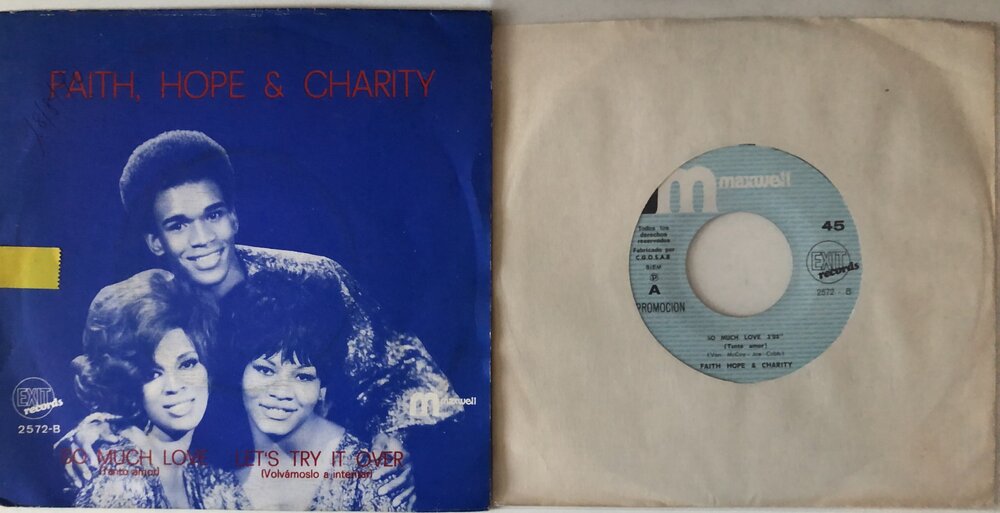 FAITH, HOPE & CHARITY
EXIT
records
2572-B
maxwell
SO MUCH LOVE
(Tanto amor)
LET'S TRY IT OVER
(Volvámoslo a intentar)
m maxwell
45
Todos los
derechos
reservados
Fabricado por
C.G.D.S.A.E
BIEM
P
A
PROMOCION
EXIT
records
2572 - B
SO MUCH LOVE
(Tanto amor)
(Van McCoy - Joe Cobb)
FAITH HOPE & CHARITY